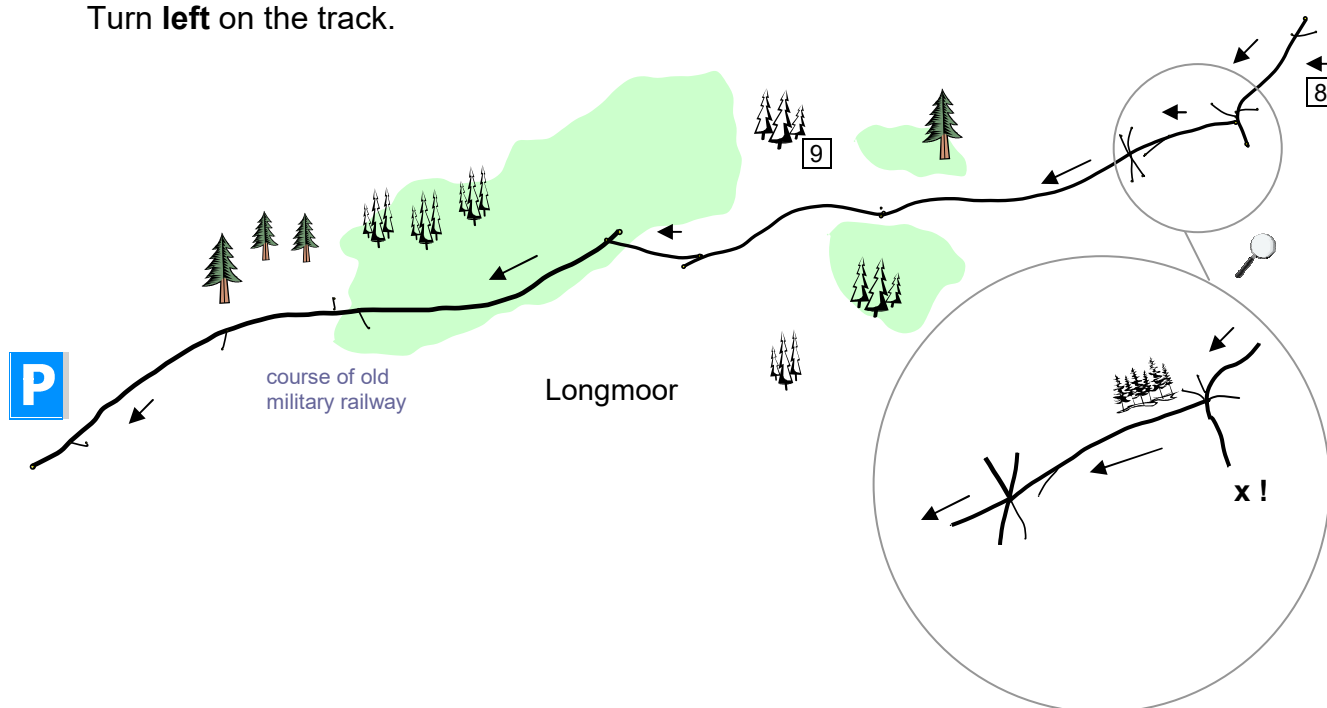 Turn left on the track.
8
9
P
course of old
military railway
Longmoor
x !